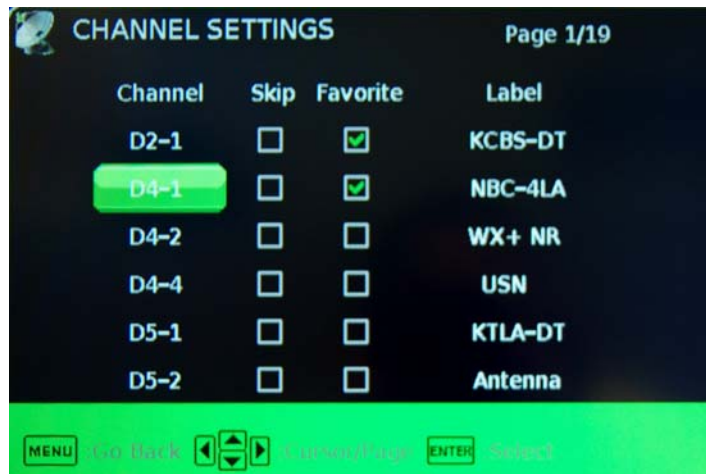 CHANNEL SETTINGS Page 1/19
Channel Skip Favorite Label
D2-1 KCBS-DT
D4-1 NBC-4LA
D4-2 WX+ NR
D4-4 USN
D5-1 KTLA-DT
D5-2 Antenna
MENU Go Back Cursor/Page ENTER Select